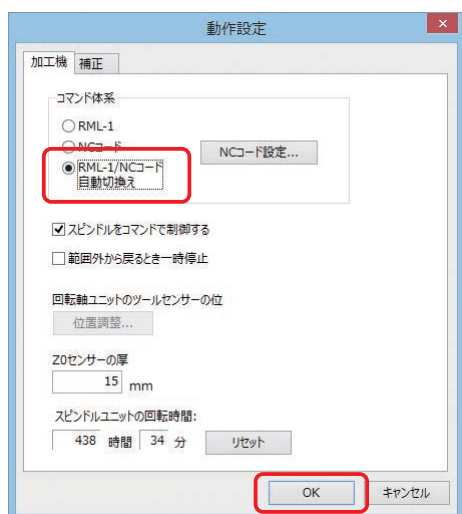 動作設定
加工機 補正
コマンド体系
RML-1
NCコード
NCコード設定...
RML-1/NCコード
自動切換え
スピンドルをコマンドで制御する
範囲外から戻るとき一時停止
回転軸ユニットのツールセンサーの位
位置調整...
Z0センサーの厚
15 mm
スピンドルユニットの回転時間:
438 時間 34 分 リセット
OK キャンセル